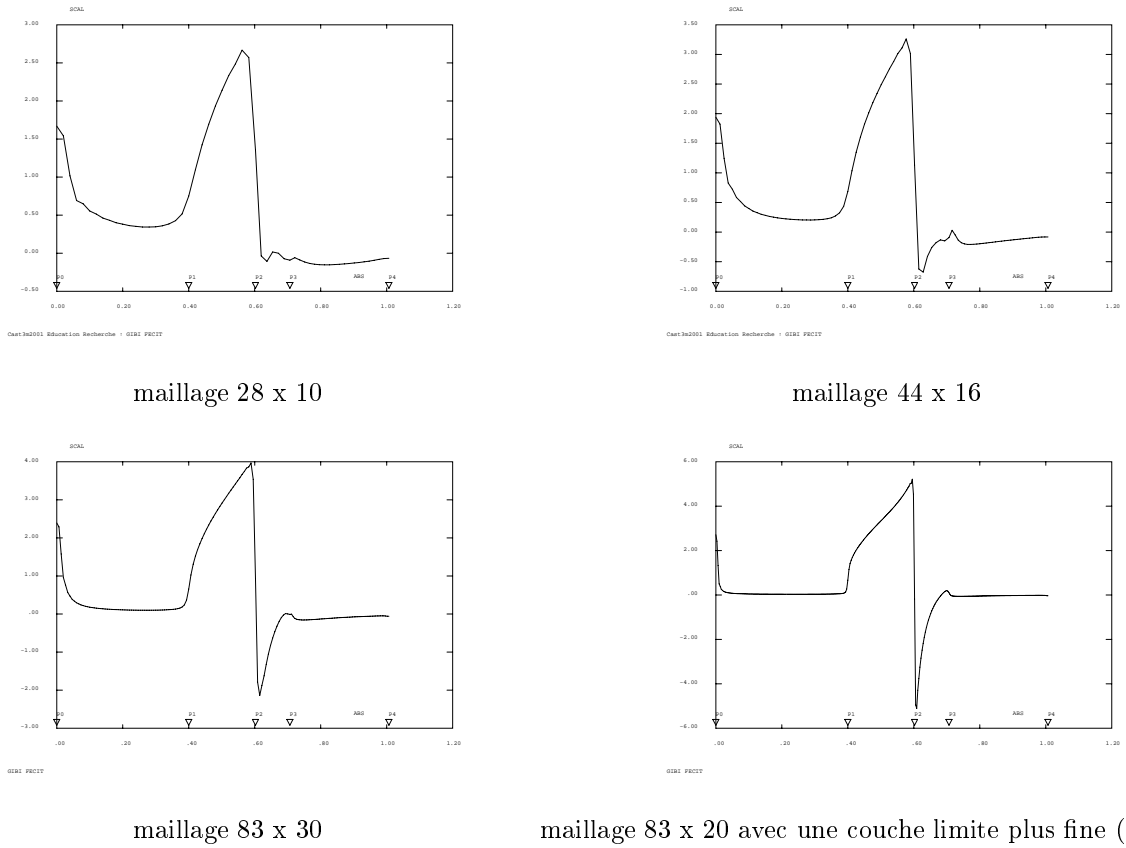 SCAL
3.00
2.50
2.00
1.50
1.00
0.50
0.00
-0.50
P0
P1
P2
P3
ABS
P4
0.00
0.20
0.40
0.60
0.80
1.00
1.20
Cast3m2001 Education Recherche : GIBI FECIT
maillage 28 x 10
SCAL
3.50
3.00
2.50
2.00
1.50
1.00
0.50
0.00
-0.50
-1.00
P0
P1
P2
P3
ABS
P4
0.00
0.20
0.40
0.60
0.80
1.00
1.20
Cast3m2001 Education Recherche : GIBI FECIT
maillage 44 x 16
SCAL
4.00
3.00
2.00
1.00
.00
-1.00
-2.00
-3.00
P0
P1
P2
P3
ABS
P4
.00
.20
.40
.60
.80
1.00
1.20
GIBI FECIT
maillage 83 x 30
SCAL
6.00
4.00
2.00
.00
-2.00
-4.00
-6.00
P0
P1
P2
P3
ABS
P4
.00
.20
.40
.60
.80
1.00
1.20
GIBI FECIT
maillage 83 x 20 avec une couche limite plus fine (